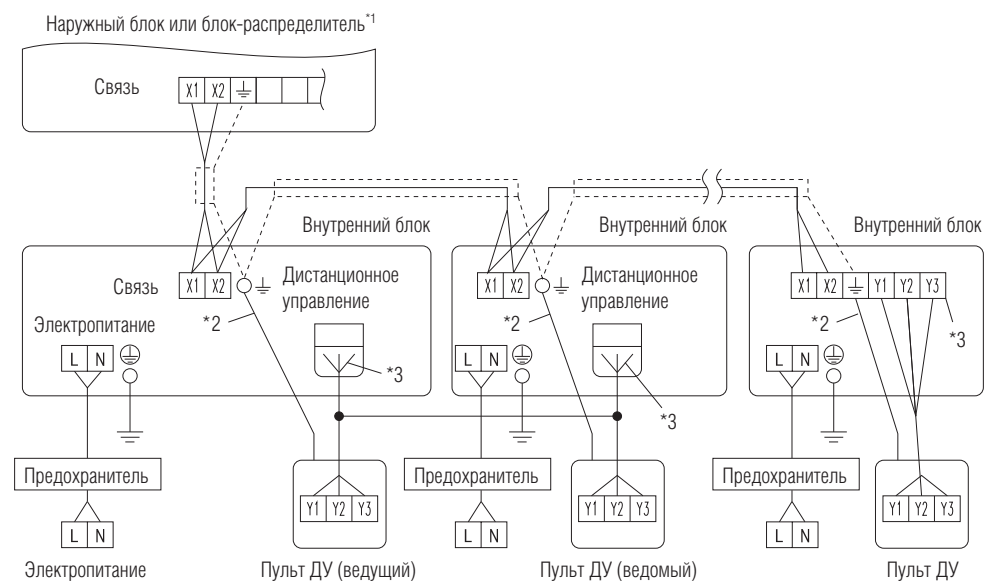 Наружный блок или блок-распределитель*1
Связь
X1 X2
Внутренний блок
Внутренний блок
Внутренний блок
Связь
X1 X2
Дистанционное
управление
X1 X2
Дистанционное
управление
X1 X2 Y1 Y2 Y3
*2
*2
*2
*3
Электропитание
L N
*3
L N
*3
L N
Предохранитель
Предохранитель
Предохранитель
Y1 Y2 Y3
Y1 Y2 Y3
Y1 Y2 Y3
L N
L N
L N
Электропитание
Пульт ДУ (ведущий)
Пульт ДУ (ведомый)
Пульт ДУ